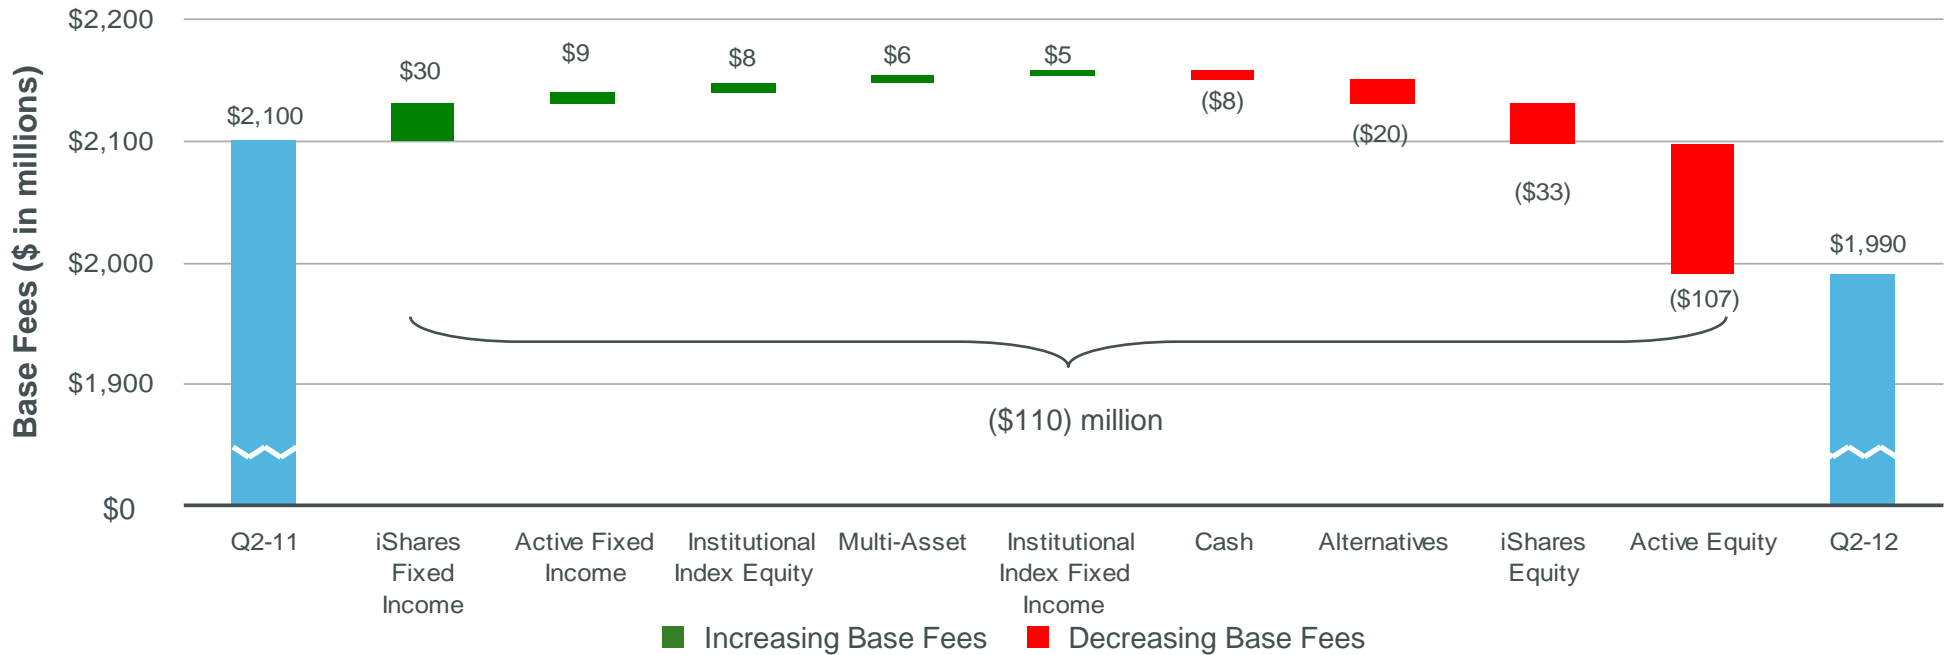 Base Fees ($ in millions)
$2,200
$2,100
$2,000
$1,900
$0
$2,100
$30
$9
$8
$6
$5
($8)
($20)
($33)
($107)
$1,990
($110) million
Q2-11
iShares
Fixed
Income
Active Fixed
Income
Institutional
Index Equity
Multi-Asset
Institutional
Index Fixed
Income
Cash
Alternatives
iShares
Equity
Active Equity
Q2-12
Increasing Base Fees
Decreasing Base Fees